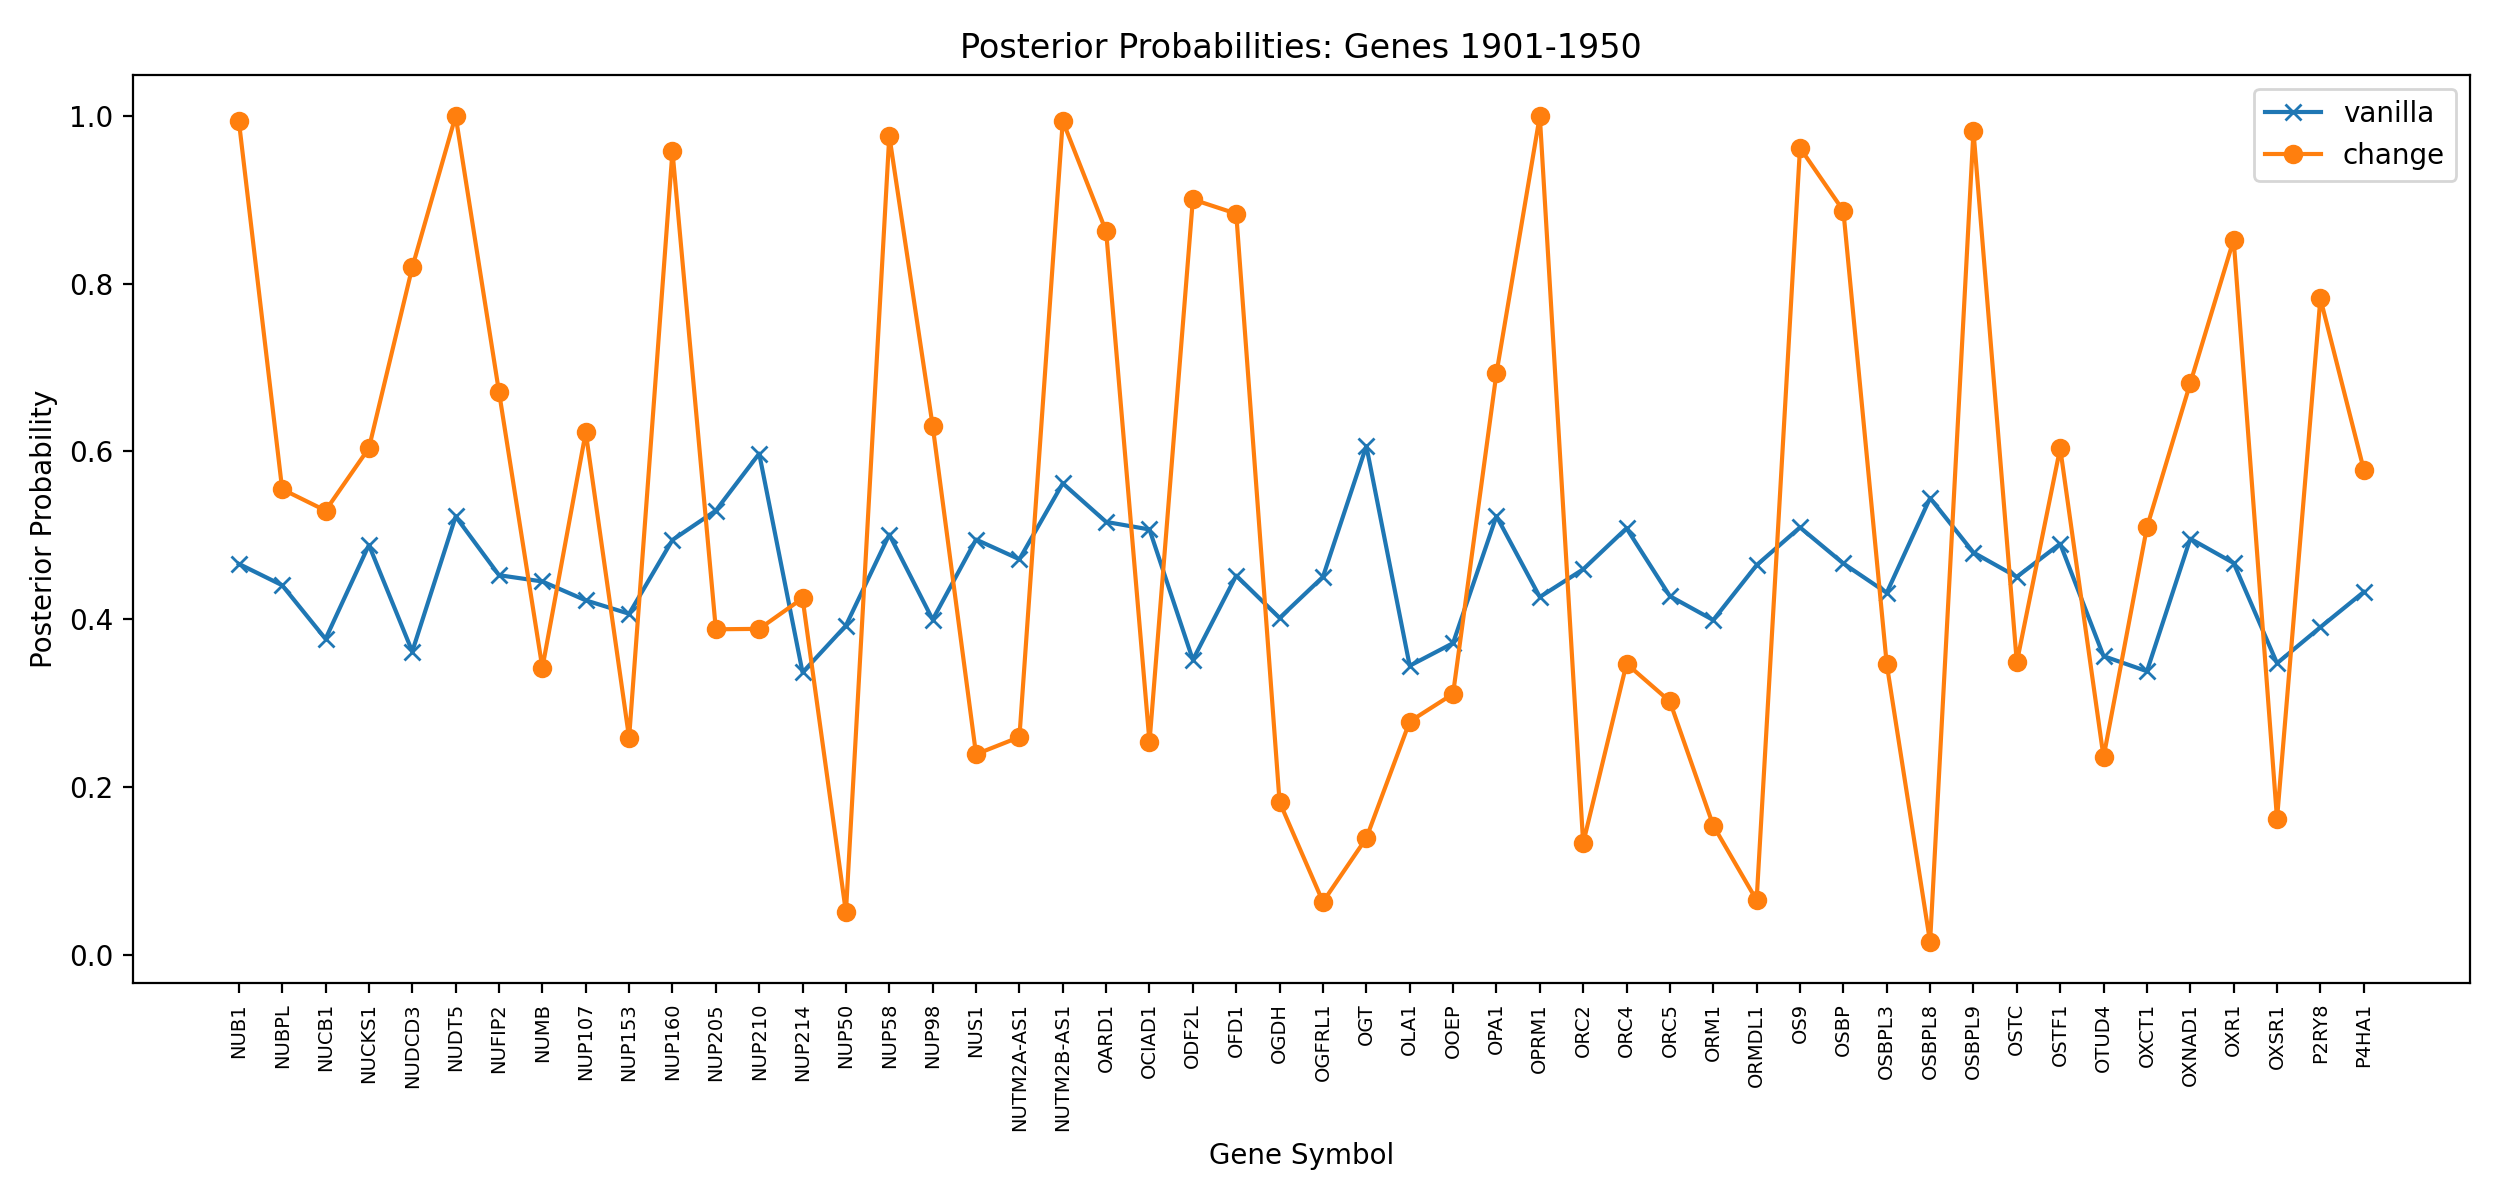 Posterior Probabilities: Genes 1901-1950
vanilla
change
Posterior Probability
1.0
0.8
0.6
0.4
0.2
0.0
NUB1
NUBPL
NUCB1
NUCKS1
NUDCD3
NUDT5
NUFIP2
NUMB
NUP107
NUP153
NUP160
NUP205
NUP210
NUP214
NUP50
NUP58
NUP98
NUS1
NUTM2A-AS1
NUTM2B-AS1
OARD1
OCIAD1
ODF2L
OFD1
OGDH
OGFRL1
OGT
OLA1
OOEP
OPA1
OPRM1
ORC2
ORC4
ORC5
ORM1
ORMDL1
OS9
OSBP
OSBPL3
OSBPL8
OSBPL9
OSTC
OSTF1
OTUD4
OXCT1
OXNAD1
OXR1
OXSR1
P2RY8
P4HA1
Gene Symbol